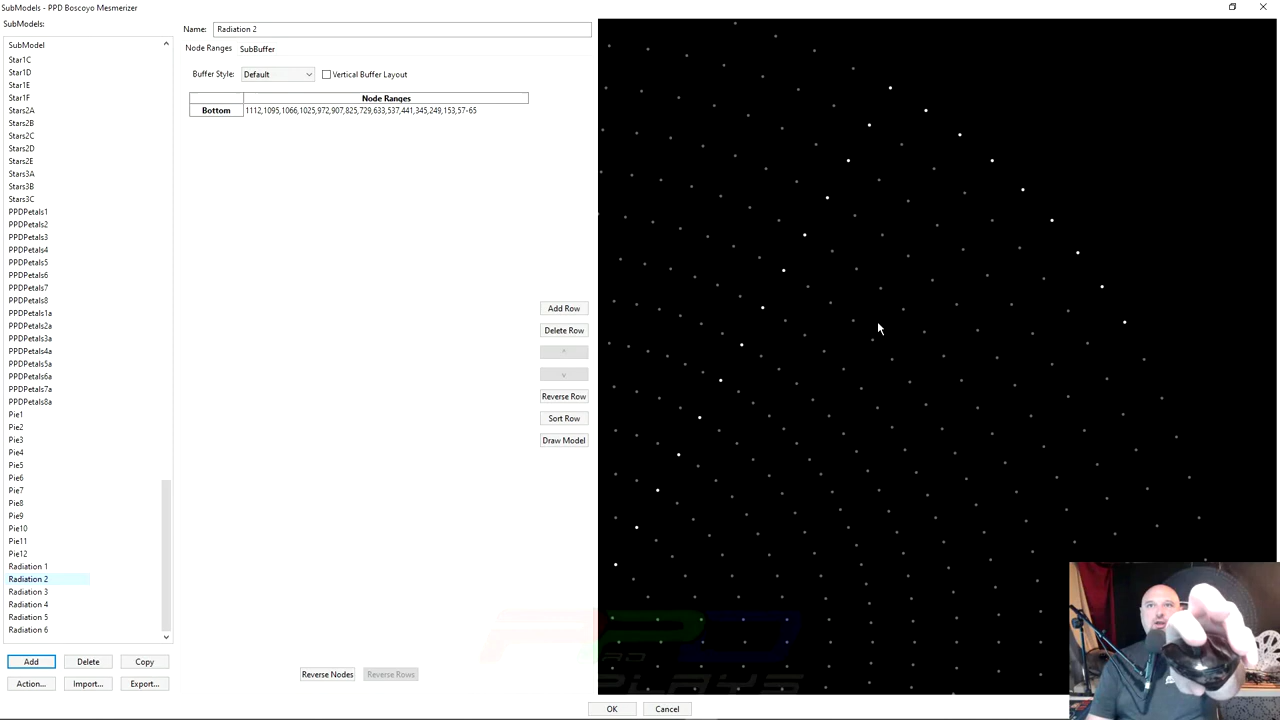 SubModels - PPD Boscoyo Mesmerizer
SubModels:
SubModel
Star1C
Star1D
Star1E
Star1F
Stars2A
Stars2B
Stars2C
Stars2D
Stars2E
Stars3A
Stars3B
Stars3C
PPDPetals1
PPDPetals2
PPDPetals3
PPDPetals4
PPDPetals5
PPDPetals6
PPDPetals7
PPDPetals8
PPDPetals1a
PPDPetals2a
PPDPetals3a
PPDPetals4a
PPDPetals5a
PPDPetals6a
PPDPetals7a
PPDPetals8a
Pie1
Pie2
Pie3
Pie4
Pie5
Pie6
Pie7
Pie8
Pie9
Pie10
Pie11
Pie12
Radiation 1
Radiation 2
Radiation 3
Radiation 4
Radiation 5
Radiation 6
Add Delete Copy
Action... Import... Export...
Name: Radiation 2
Node Ranges SubBuffer
Buffer Style: Default Vertical Buffer Layout
Node Ranges
Bottom 1112,1095,1066,1025,972,907,825,729,633,537,441,345,249,153,57-65
Add Row
Delete Row
^
v
Reverse Row
Sort Row
Draw Model
Reverse Nodes Reverse Rows
PPD
OK Cancel